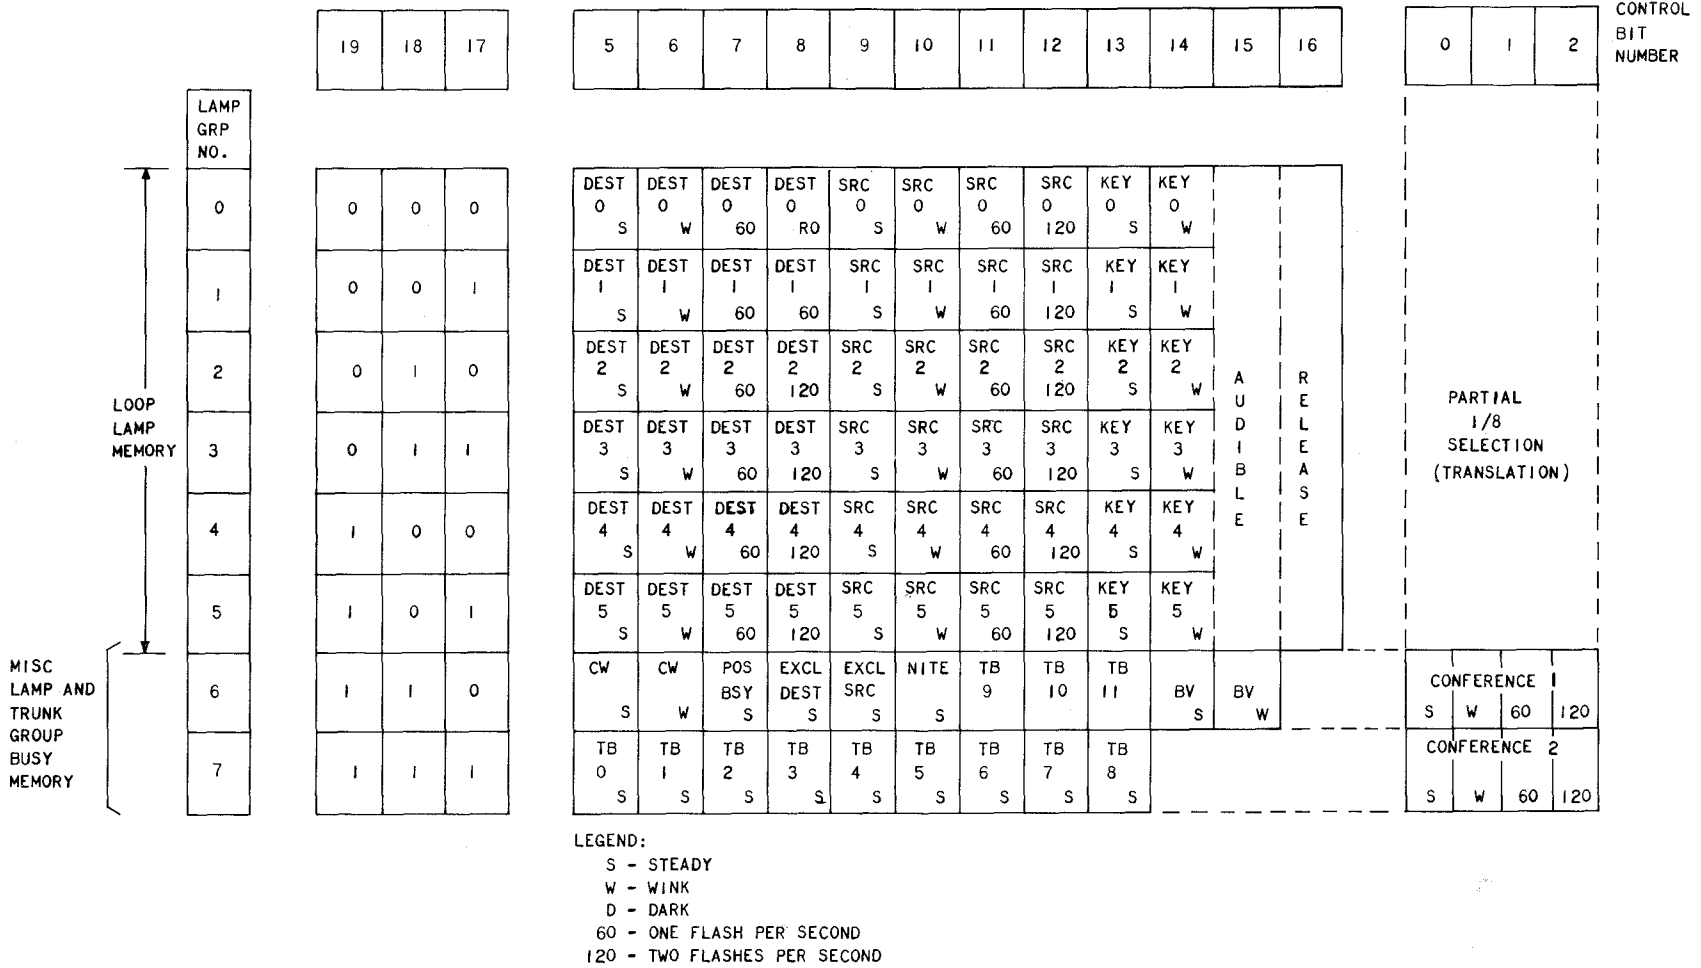 CONTROL
BIT
NUMBER
19 18 17 5 6 7 8 9 10 11 12 13 14 15 16 0 1 2
LAMP
GRP
NO.
DEST DEST DEST DEST SRC SRC SRC SRC KEY KEY
0 0 0 0 0 0 0 0 0 0 0 0 0 0
S W 60 RO S W 60 120 S W
DEST DEST DEST DEST SRC SRC SRC SRC KEY KEY
1 0 0 1 1 1 1 1 1 1 1 1 1 1
S W 60 60 S W 60 120 S W
DEST DEST DEST DEST SRC SRC SRC SRC KEY KEY
2 0 1 0 2 2 2 2 2 2 2 2 2 2
S W 60 120 S W 60 120 S W
DEST DEST DEST DEST SRC SRC SRC SRC KEY KEY
3 0 1 1 3 3 3 3 3 3 3 3 3 3
S W 60 120 S W 60 120 S W
DEST DEST DEST DEST SRC SRC SRC SRC KEY KEY
4 1 0 0 4 4 4 4 4 4 4 4 4 4
S W 60 120 S W 60 120 S W
DEST DEST DEST DEST SRC SRC SRC SRC KEY KEY
5 1 0 1 5 5 5 5 5 5 5 5 5 5
S W 60 120 S W 60 120 S W
AUDIBLE
RELEASE
PARTIAL
1/8
SELECTION
(TRANSLATION)
LOOP
LAMP
MEMORY
CW CW POS EXCL EXCL NITE TB TB TB
6 1 1 0 BSY DEST SRC 9 10 11 BV BV
S W S S S S S W
CONFERENCE 1
S W 60 120
TB TB TB TB TB TB TB TB TB
7 1 1 1 0 1 2 3 4 5 6 7 8
S S S S S S S S S
CONFERENCE 2
S W 60 120
MISC
LAMP AND
TRUNK
GROUP
BUSY
MEMORY
LEGEND:
S - STEADY
W - WINK
D - DARK
60 - ONE FLASH PER SECOND
120 - TWO FLASHES PER SECOND